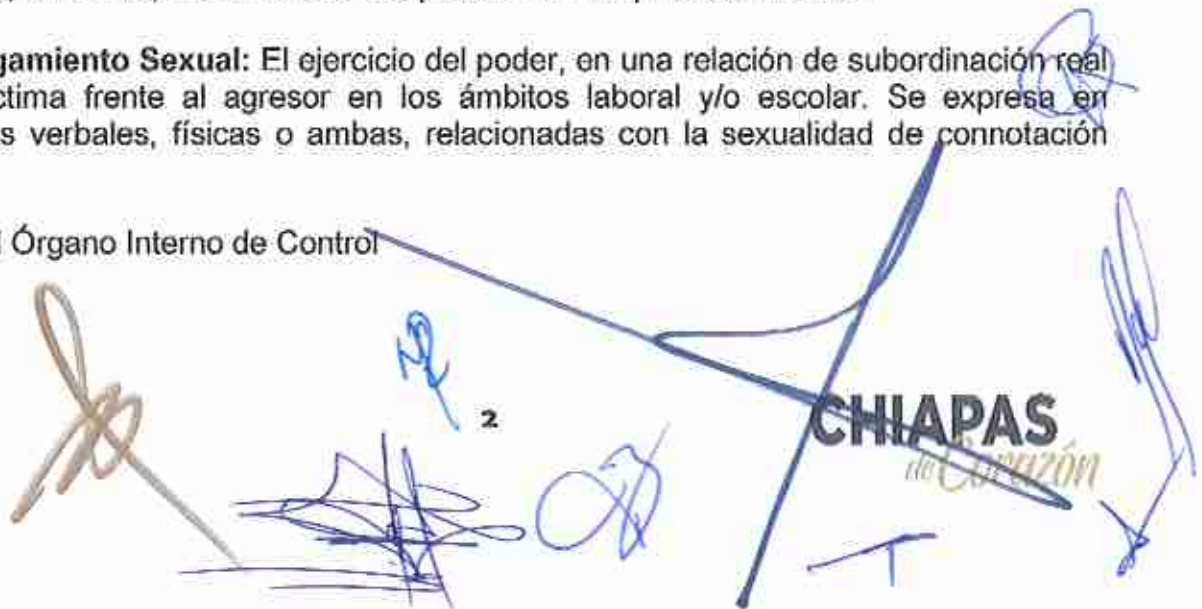 gamiento Sexual: El ejercicio del poder, en una relación de subordinación real
ctima frente al agresor en los ámbitos laboral y/o escolar. Se expresa en
s verbales, físicas o ambas, relacionadas con la sexualidad de connotación
Órgano Interno de Control
2
CHIAPAS
de Corazón